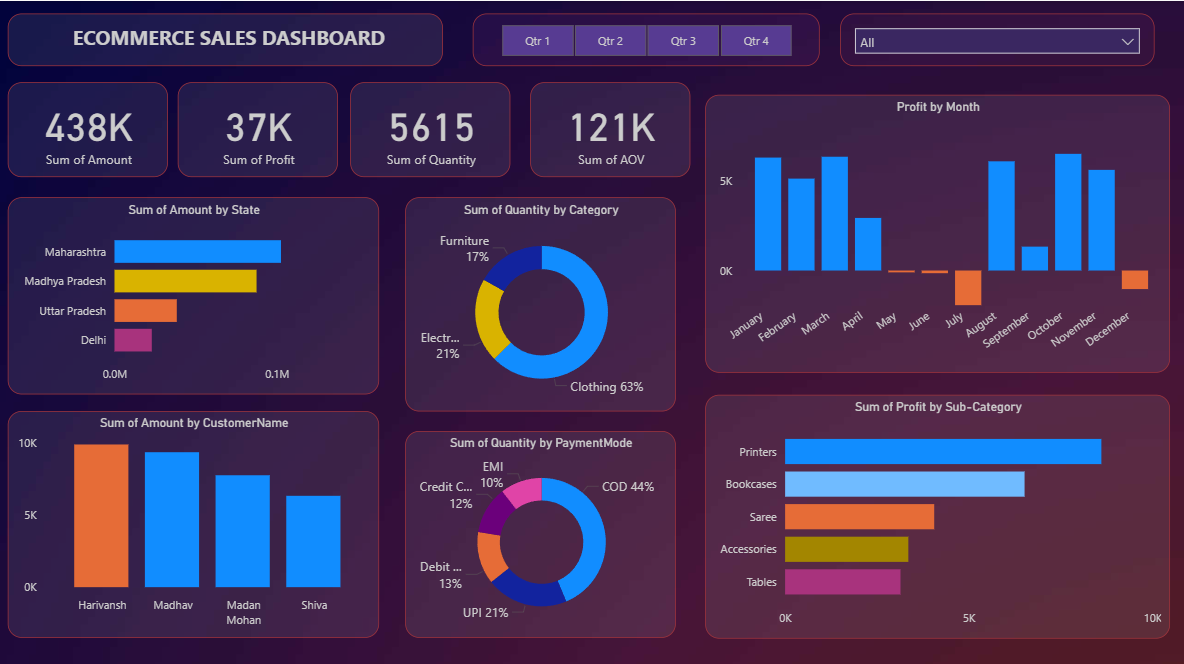 ECOMMERCE SALES DASHBOARD
Qtr 1
Qtr 2
Qtr 3
Qtr 4
All
438K
Sum of Amount
37K
Sum of Profit
5615
Sum of Quantity
121K
Sum of AOV
Profit by Month
5K
0K
January
February
March
April
May
June
July
August
September
October
November
December
Sum of Amount by State
Maharashtra
Madhya Pradesh
Uttar Pradesh
Delhi
0.0M
0.1M
Sum of Quantity by Category
Furniture
17%
Electr...
21%
Clothing 63%
Sum of Amount by CustomerName
10K
5K
0K
Harivansh
Madhav
Madan
Mohan
Shiva
Sum of Quantity by PaymentMode
EMI
10%
Credit C...
12%
Debit ...
13%
UPI 21%
COD 44%
Sum of Profit by Sub-Category
Printers
Bookcases
Saree
Accessories
Tables
0K
5K
10K